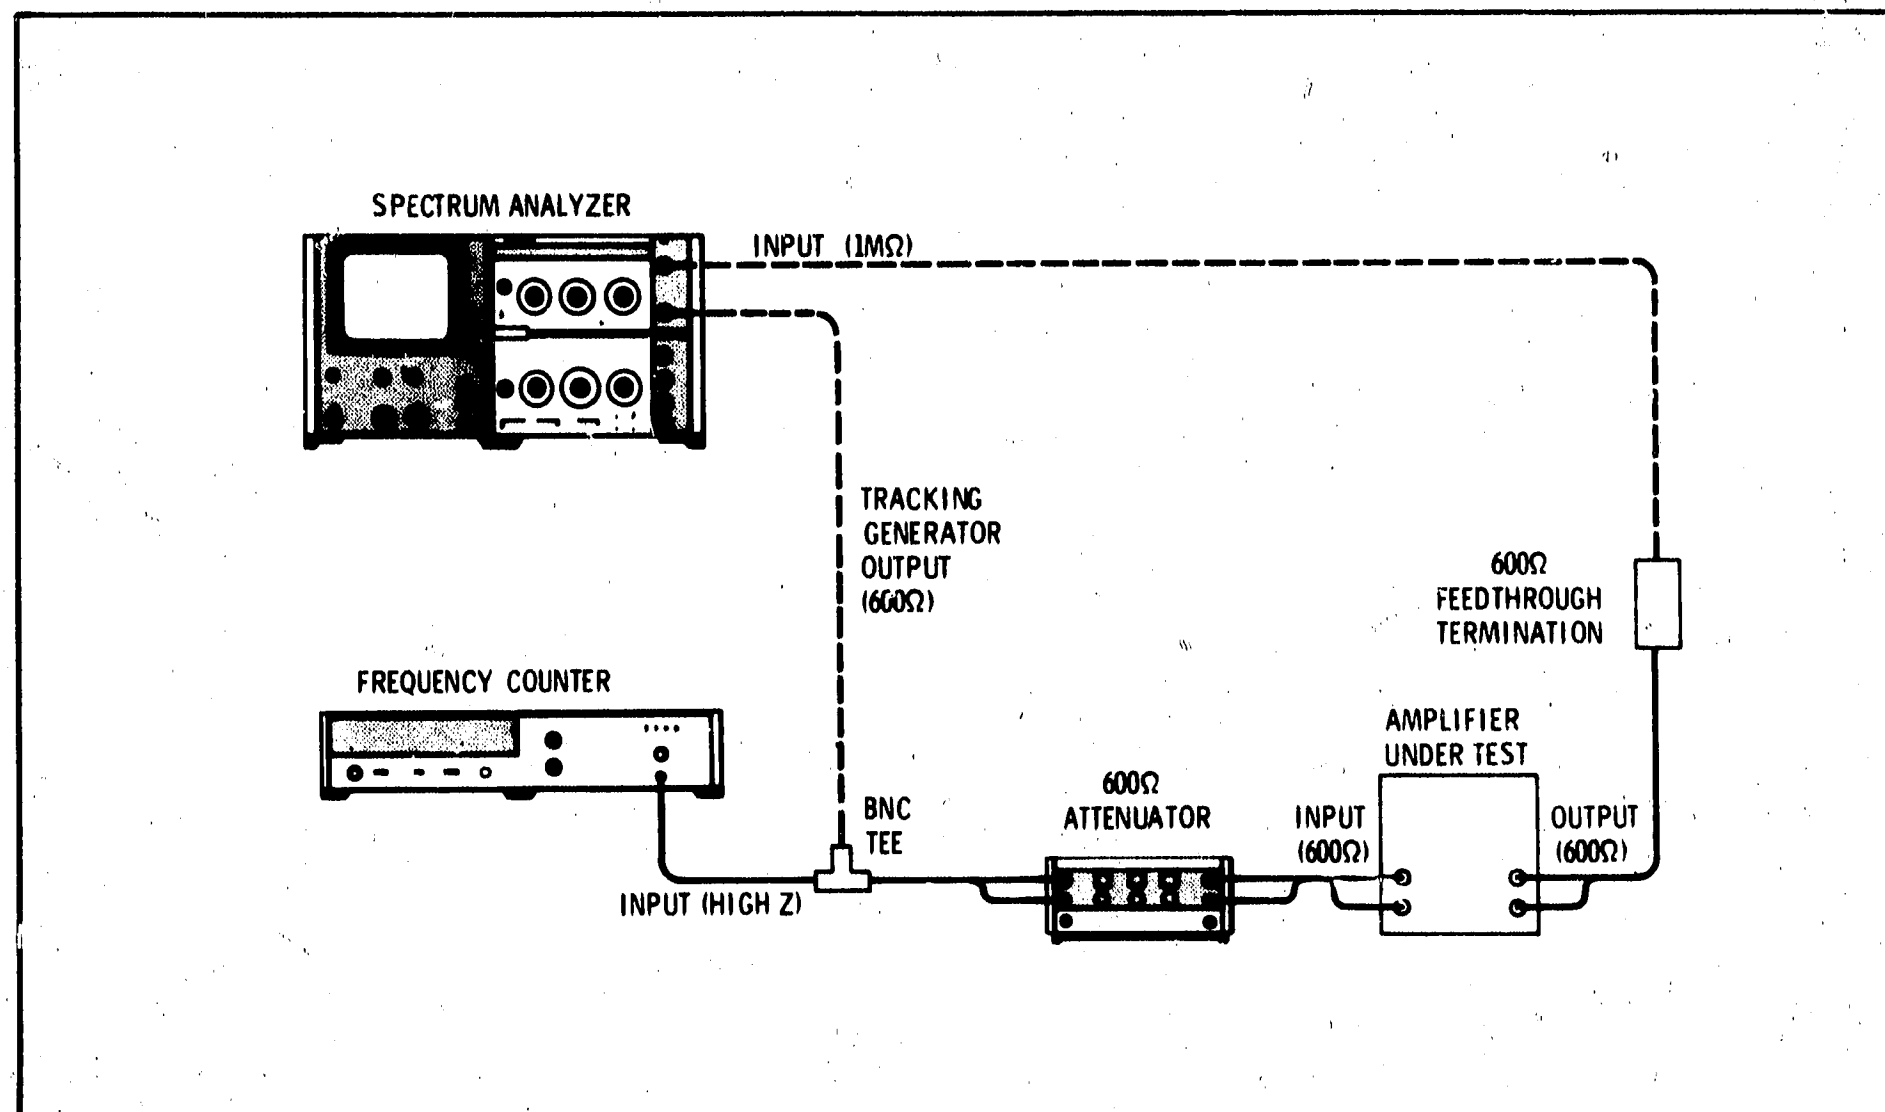 SPECTRUM ANALYZER
INPUT (1MΩ)
TRACKING
GENERATOR
OUTPUT
(600Ω)
600Ω
FEEDTHROUGH
TERMINATION
FREQUENCY COUNTER
AMPLIFIER
UNDER TEST
BNC
TEE
600Ω
ATTENUATOR
INPUT
(600Ω)
OUTPUT
(600Ω)
INPUT (HIGH Z)